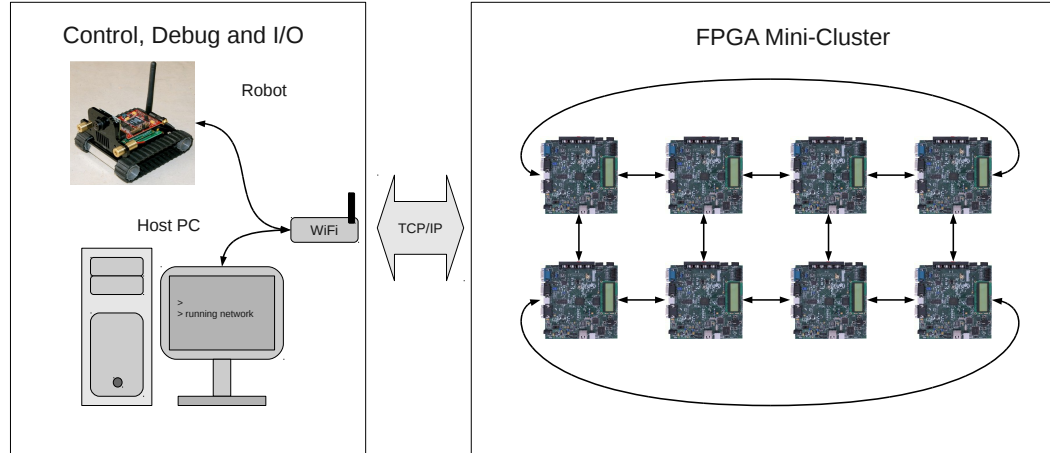 Control, Debug and I/O
Robot
Host PC
WiFi
>
> running network
TCP/IP
FPGA Mini-Cluster